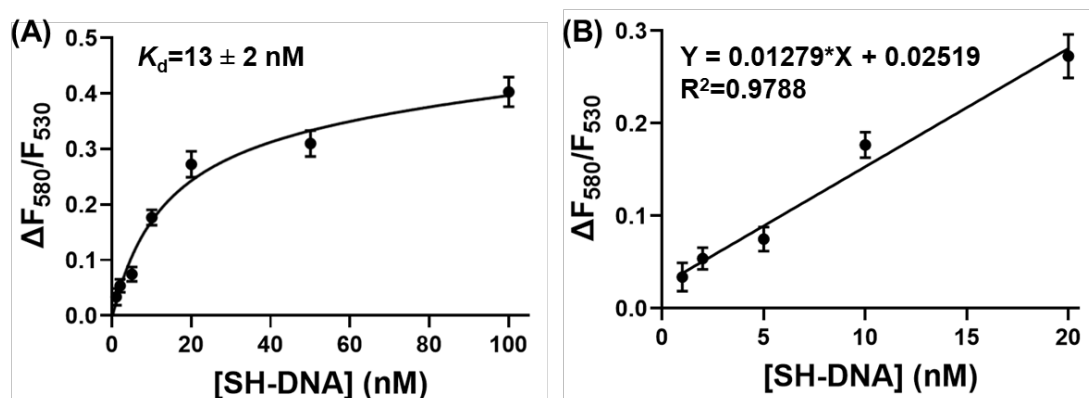 (A)
K_d=13 ± 2 nM
0.5
0.4
0.3
0.2
0.1
0.0
ΔF₅₈₀/F₅₃₀
0 20 40 60 80 100
[SH-DNA] (nM)
(B)
Y = 0.01279*X + 0.02519
R²=0.9788
0.3
0.2
0.1
0.0
ΔF₅₈₀/F₅₃₀
0 5 10 15 20
[SH-DNA] (nM)